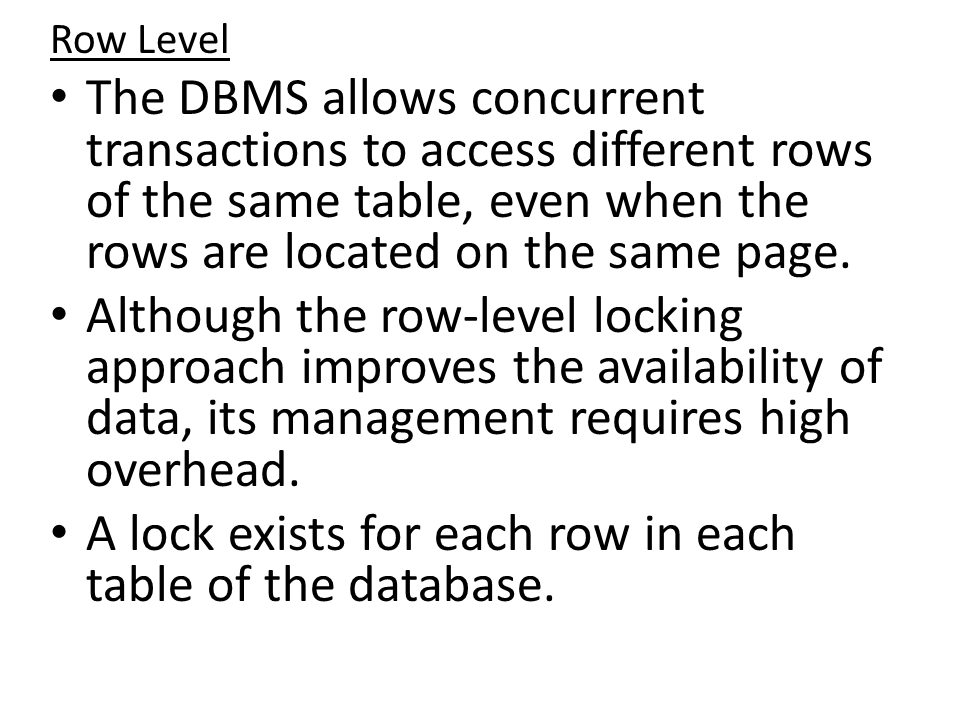 Row Level
• The DBMS allows concurrent
transactions to access different rows
of the same table, even when the
rows are located on the same page.
• Although the row-level locking
approach improves the availability of
data, its management requires high
overhead.
• A lock exists for each row in each
table of the database.